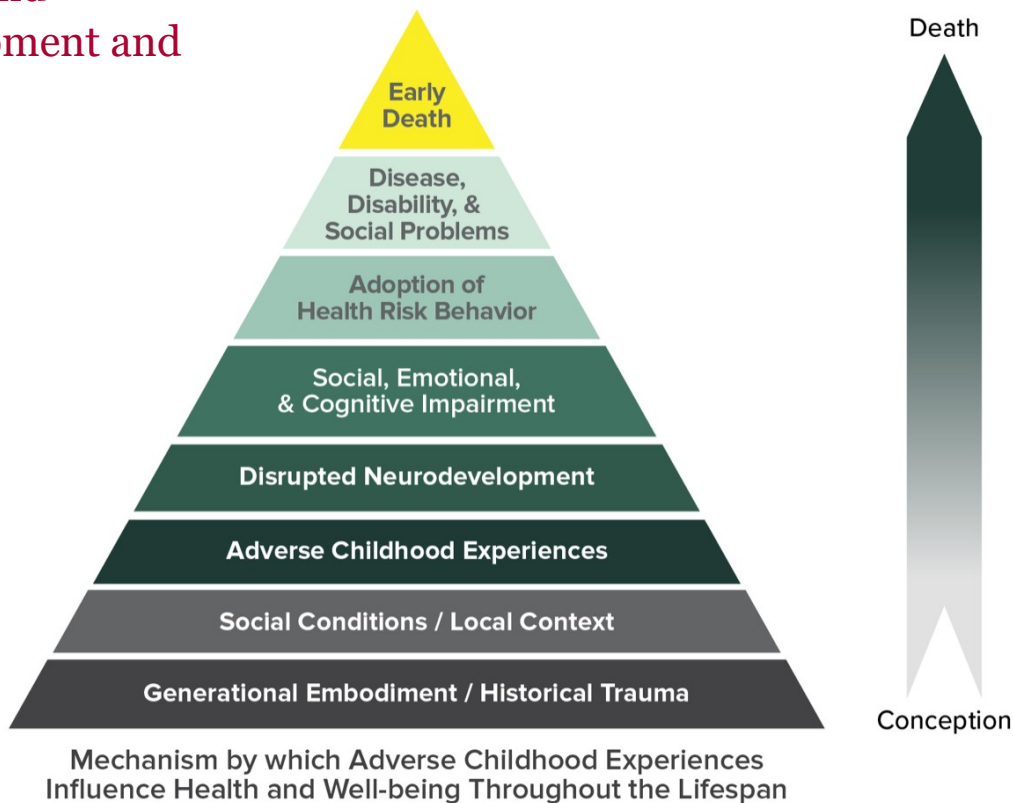 pment and
Early
Death
Disease,
Disability, &
Social Problems
Adoption of
Health Risk Behavior
Social, Emotional,
& Cognitive Impairment
Disrupted Neurodevelopment
Adverse Childhood Experiences
Social Conditions / Local Context
Generational Embodiment / Historical Trauma
Mechanism by which Adverse Childhood Experiences
Influence Health and Well-being Throughout the Lifespan
Death
Conception